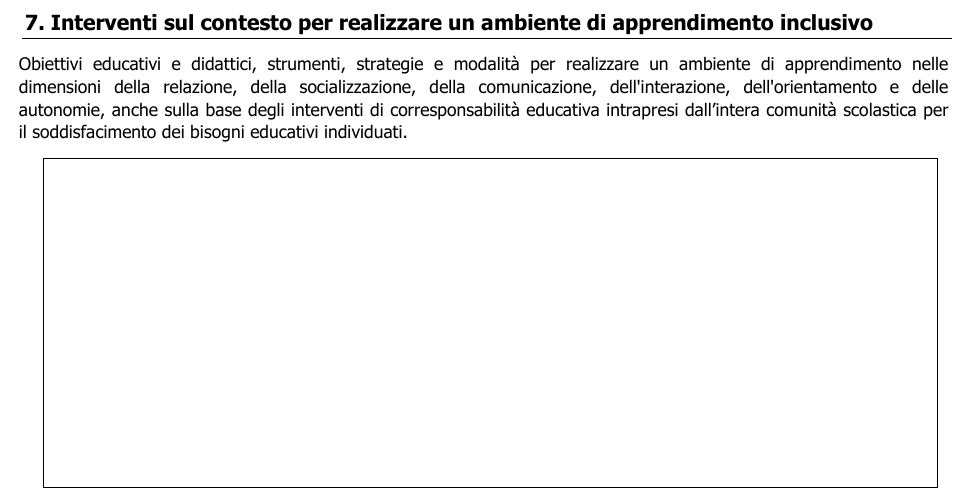 7. Interventi sul contesto per realizzare un ambiente di apprendimento inclusivo
Obiettivi educativi e didattici, strumenti, strategie e modalità per realizzare un ambiente di apprendimento nelle
dimensioni della relazione, della socializzazione, della comunicazione, dell'interazione, dell'orientamento e delle
autonomie, anche sulla base degli interventi di corresponsabilità educativa intrapresi dall’intera comunità scolastica per
il soddisfacimento dei bisogni educativi individuati.